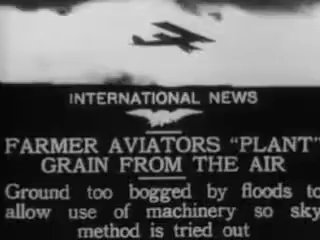 INTERNATIONAL NEWS
FARMER AVIATORS "PLANT"
GRAIN FROM THE AIR
Ground too bogged by floods to
allow use of machinery so sky
method is tried out